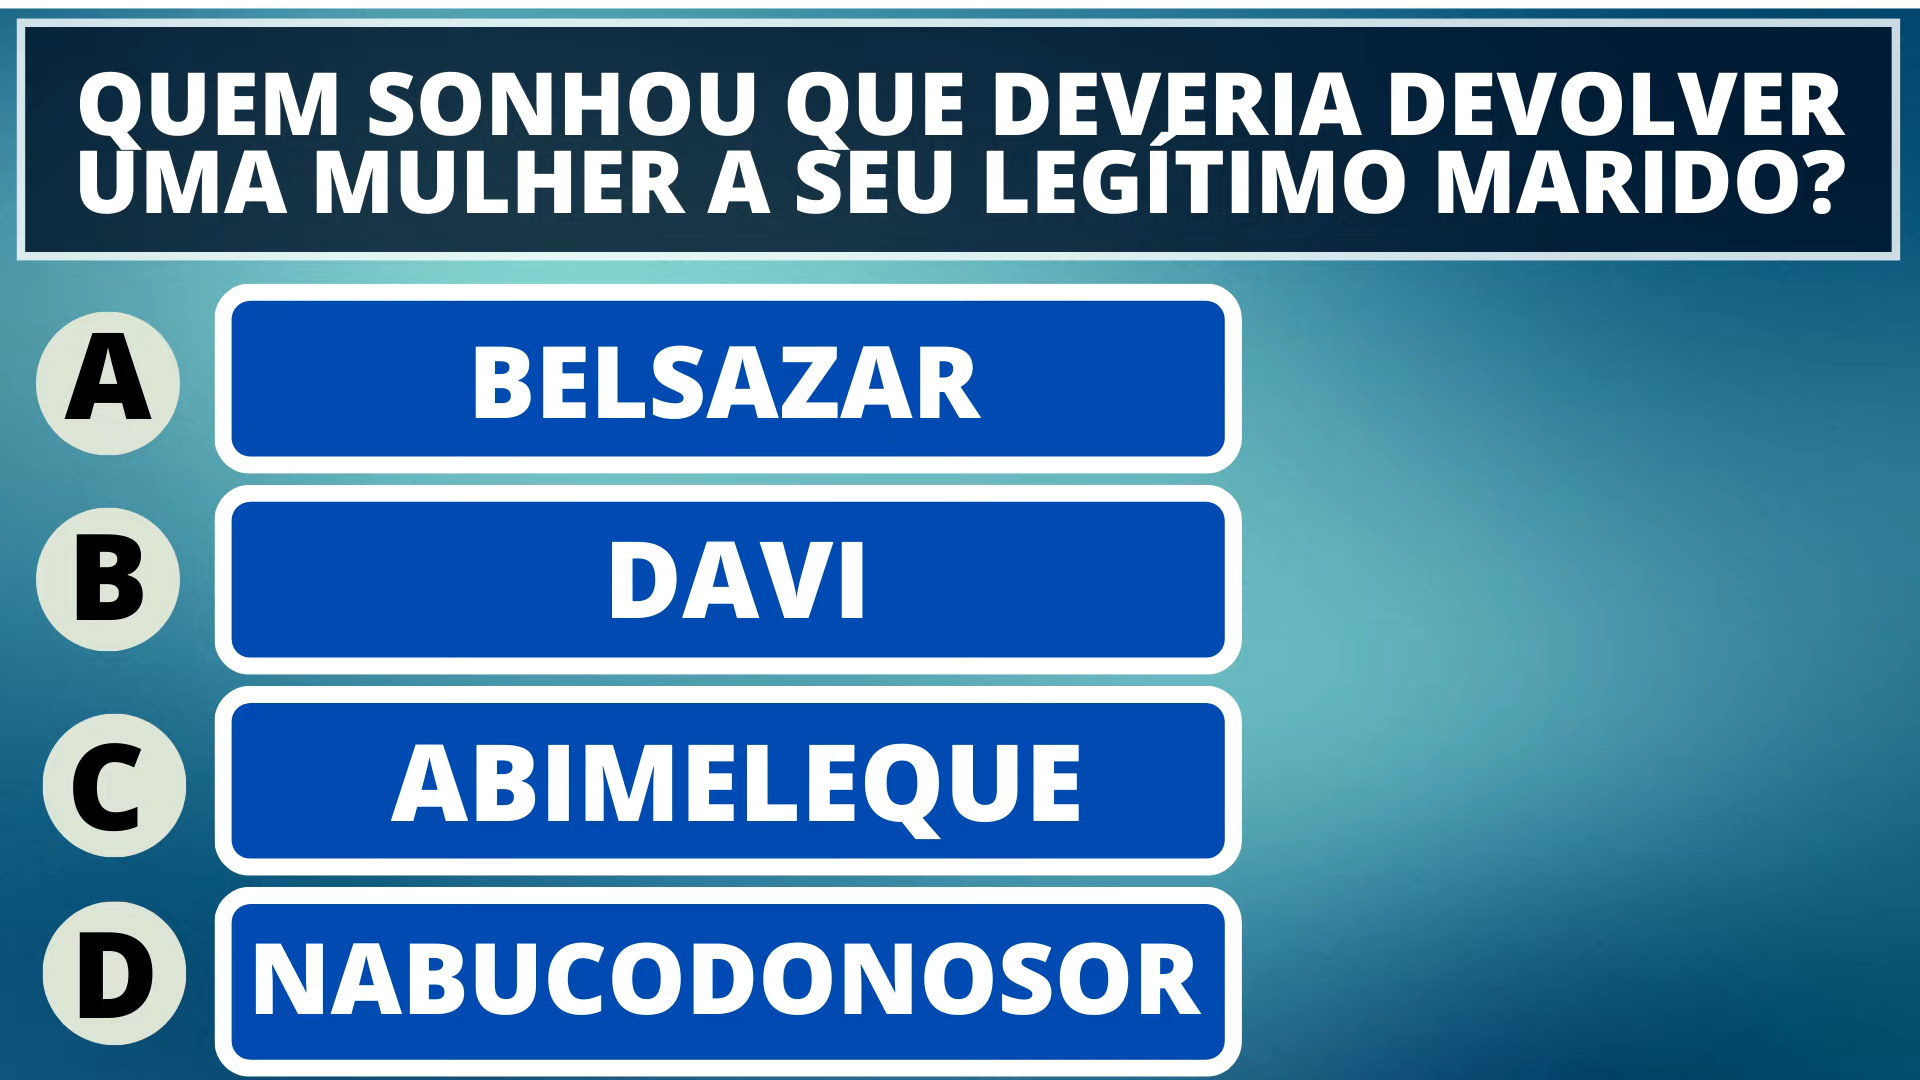 QUEM SONHOU QUE DEVERIA DEVOLVER
UMA MULHER A SEU LEGÍTIMO MARIDO?
A
BELSAZAR
B
DAVI
C
ABIMELEQUE
D
NABUCODONOSOR